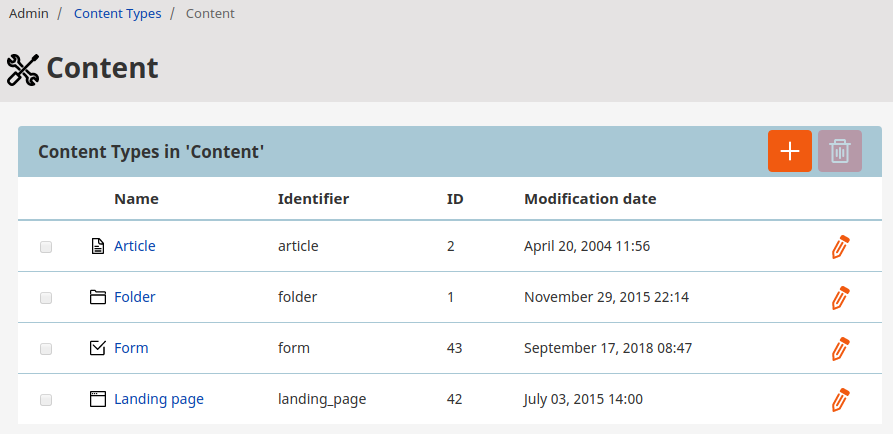 Admin / Content Types / Content
Content
Content Types in 'Content'
Name Identifier ID Modification date
Article article 2 April 20, 2004 11:56
Folder folder 1 November 29, 2015 22:14
Form form 43 September 17, 2018 08:47
Landing page landing_page 42 July 03, 2015 14:00